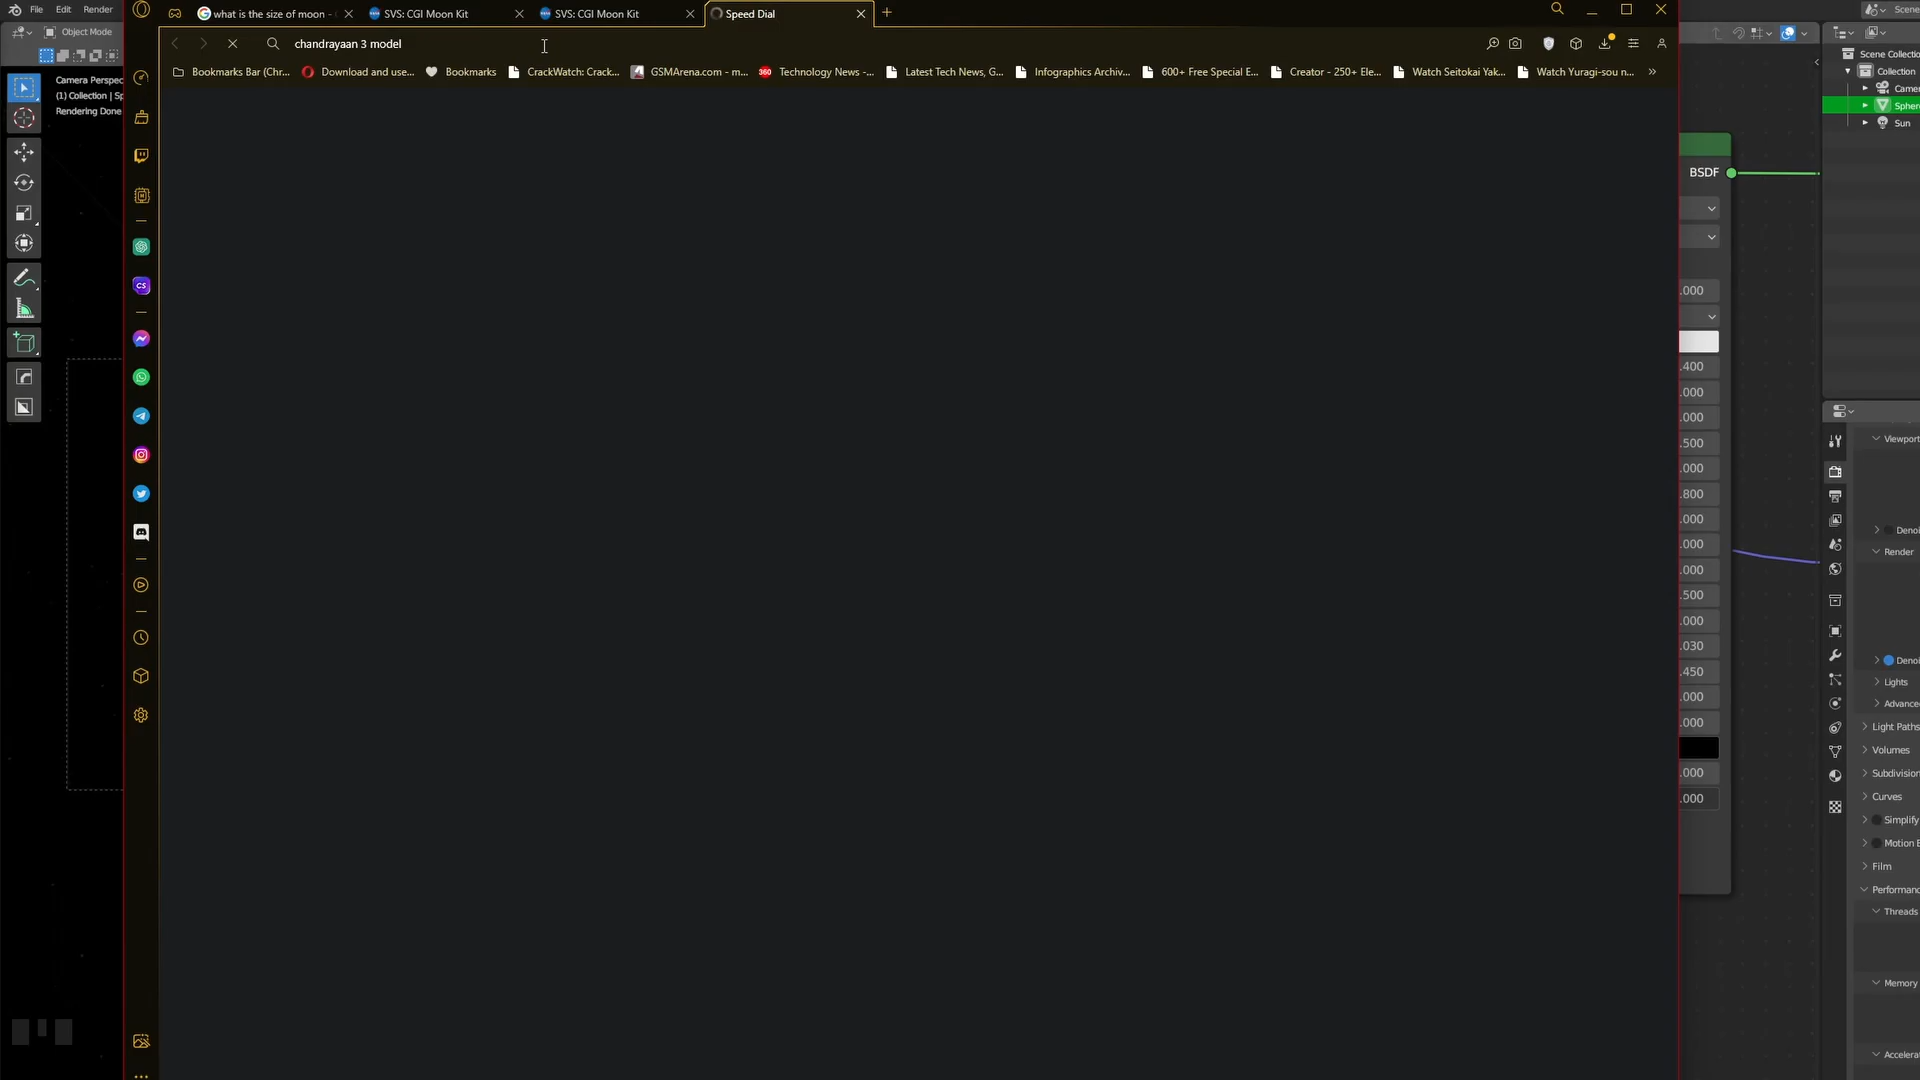 what is the size of moon -
SVS: CGI Moon Kit
SVS: CGI Moon Kit
Speed Dial
File
Edit
Render
Scene
Object Mode
chandrayaan 3 model
Bookmarks Bar (Chr...
Download and use...
Bookmarks
CrackWatch: Crack...
GSMArena.com - m...
360
Technology News -...
Latest Tech News, G...
Infographics Archiv...
600+ Free Special E...
Creator - 250+ Ele...
Watch Seitokai Yak...
Watch Yuragi-sou n...
Camera Perspec
(1) Collection | Sp
Rendering Done
Scene Collectio
Collection
Came
Spher
Sun
CS
BSDF
.000
.400
.000
.000
.500
.000
.800
.000
.000
.000
.500
.000
.030
.450
.000
.000
.000
.000
Viewport
Denoi
Render
Denoi
Lights
Advance
Light Paths
Volumes
Subdivision
Curves
Simplify
Motion B
Film
Performanc
Threads
Memory
Accelera